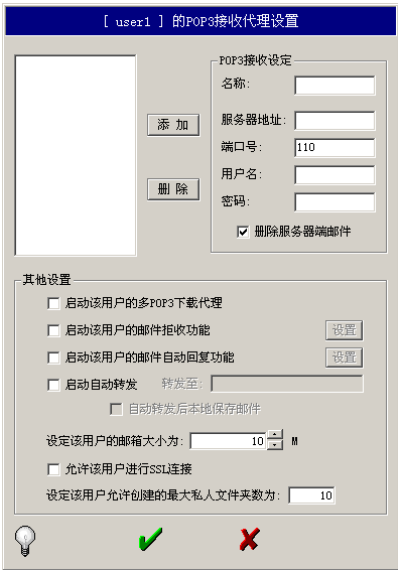 [ user1 ] 的POP3接收代理设置
POP3接收设定
名称:
添 加
服务器地址:
端口号: 110
用户名:
删 除
密码:
删除服务器端邮件
其他设置
启动该用户的多POP3下载代理
启动该用户的邮件拒收功能 设置
启动该用户的邮件自动回复功能 设置
启动自动转发 转发至:
自动转发后本地保存邮件
设定该用户的邮箱大小为: 10 M
允许该用户进行SSL连接
设定该用户允许创建的最大私人文件夹数为: 10